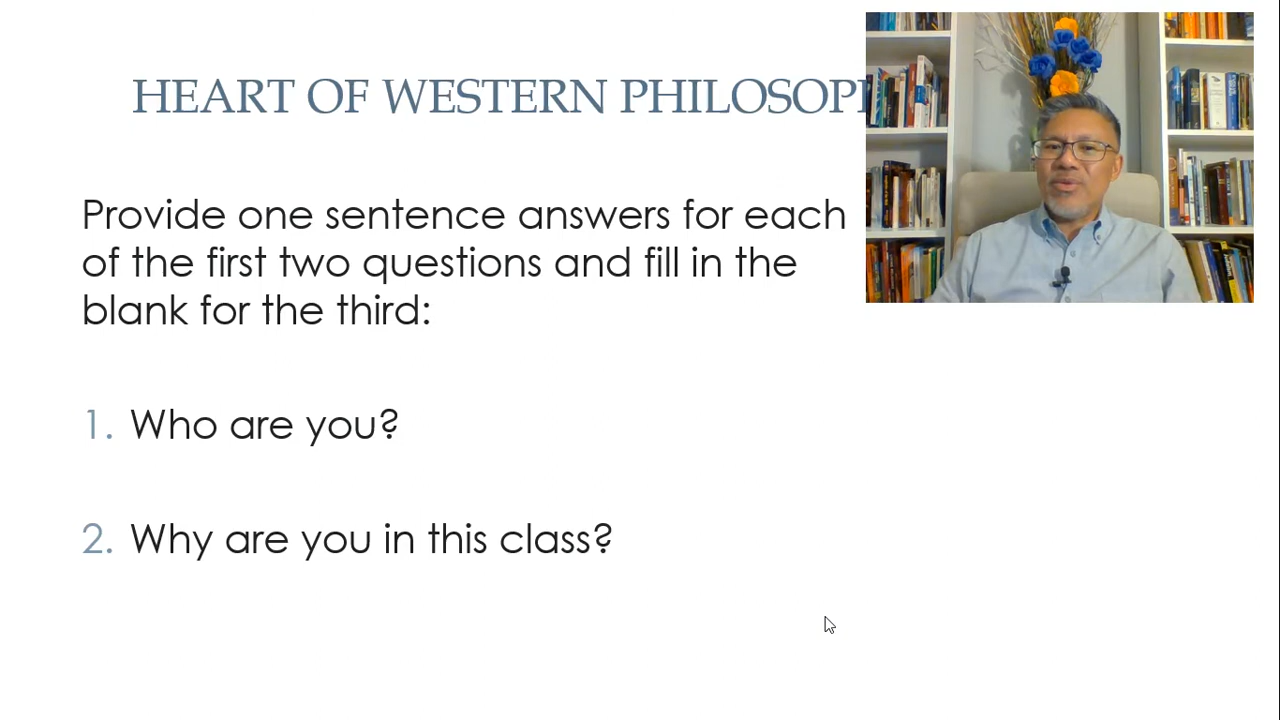 HEART OF WESTERN
Provide one sentence answers for each
of the first two questions and fill in the
blank for the third:
1. Who are you?
2. Why are you in this class?